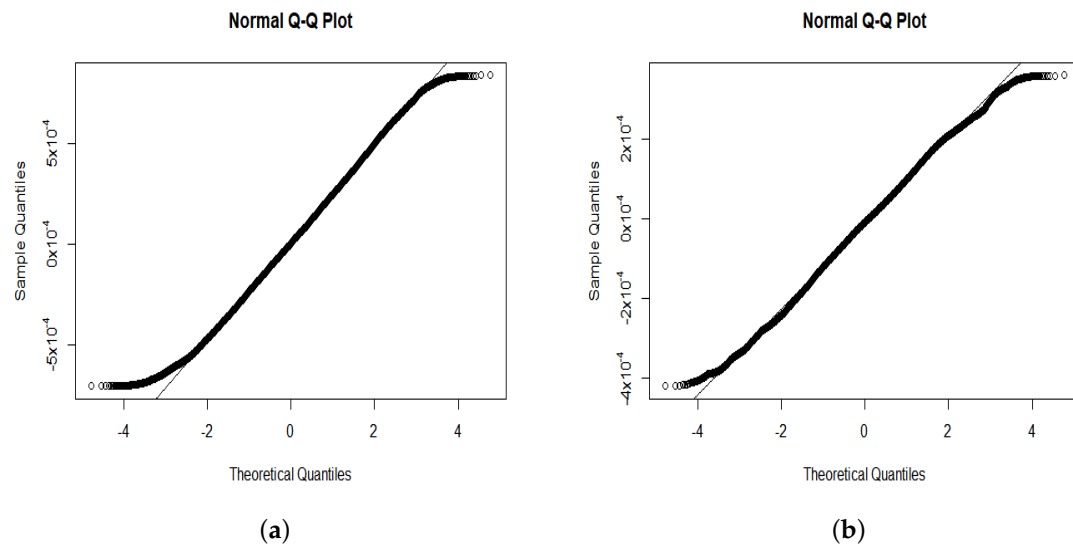 Normal Q-Q Plot
Sample Quantiles
5x10-4
0x10-4
-5x10-4
-4 -2 0 2 4
Theoretical Quantiles
(a)
Normal Q-Q Plot
Sample Quantiles
2x10-4
0x10-4
-2x10-4
-4x10-4
-4 -2 0 2 4
Theoretical Quantiles
(b)